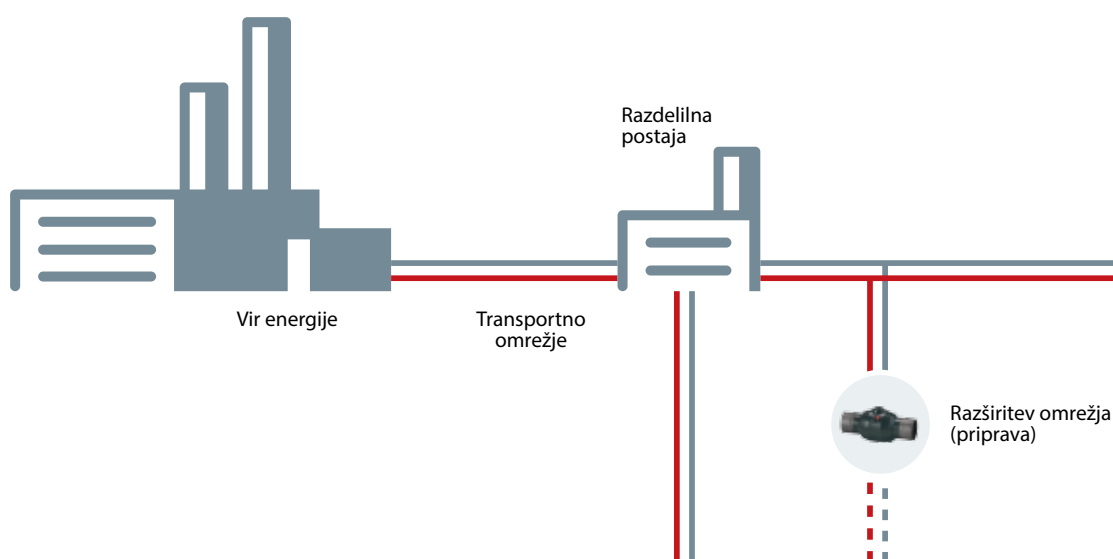 Razdelilna
postaja
Vir energije
Transportno
omrežje
Razširitev omrežja
(priprava)